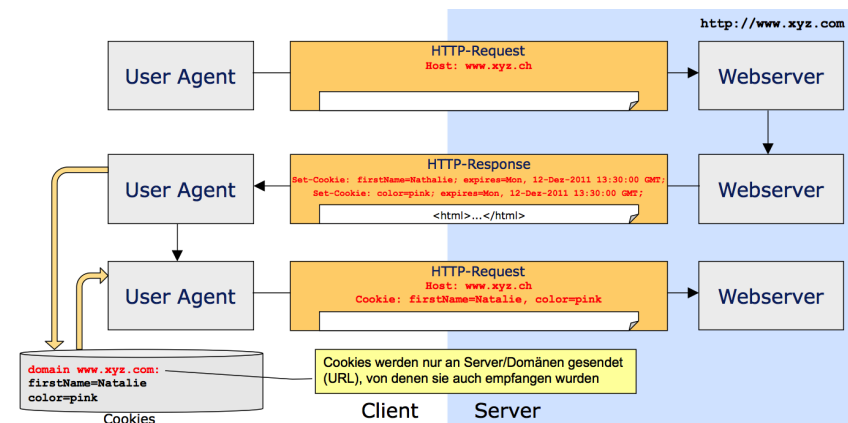 http://www.xyz.com
User Agent
HTTP-Request
Host: www.xyz.ch
Webserver
User Agent
HTTP-Response
Set-Cookie: firstName=Nathalie; expires=Mon, 12-Dez-2011 13:30:00 GMT;
Set-Cookie: color=pink; expires=Mon, 12-Dez-2011 13:30:00 GMT;
<html>...</html>
Webserver
User Agent
HTTP-Request
Host: www.xyz.ch
Cookie: firstName=Natalie, color=pink
Webserver
domain www.xyz.com:
firstName=Natalie
color=pink
Cookies
Cookies werden nur an Server/Domänen gesendet
(URL), von denen sie auch empfangen wurden
Client
Server